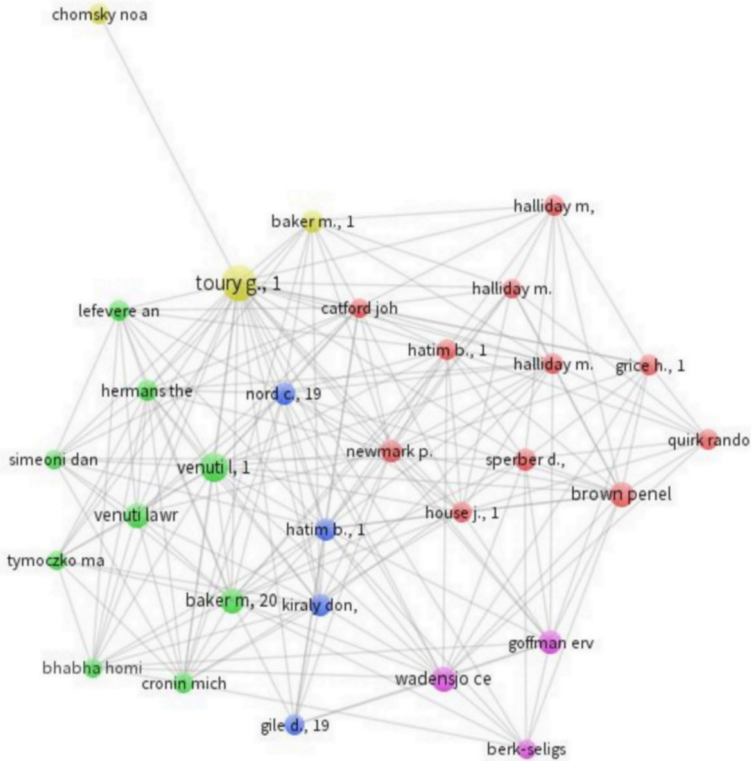 chomsky noa
halliday m,
baker m., 1
toury g., 1
halliday m.
lefevere an
catford joh
hatim b., 1
halliday m.
grice h., 1
hermans the
nord c., 19
quirk rando
newmark p.
simeoni dan
venuti l, 1
sperber d.,
brown penel
venuti lawr
house j., 1
hatim b., 1
tymoczko ma
baker m, 20
kiraly don,
goffman erv
bhabha homi
cronin mich
wadensjo ce
gile d., 19
berk-seligs